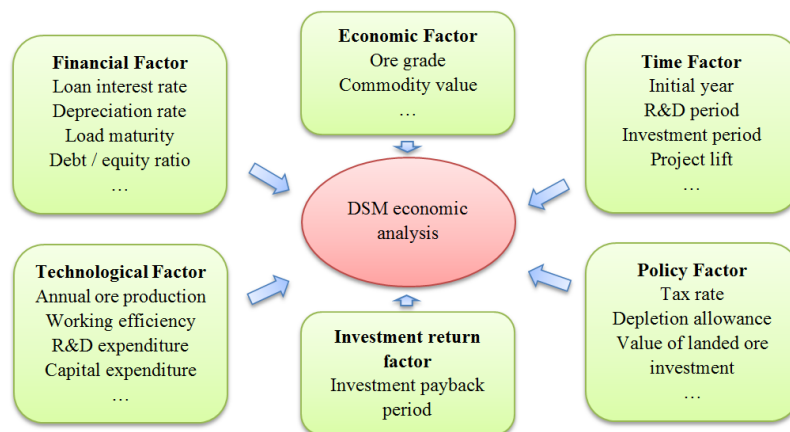 Financial Factor
Loan interest rate
Depreciation rate
Load maturity
Debt / equity ratio
…
Economic Factor
Ore grade
Commodity value
…
Time Factor
Initial year
R&D period
Investment period
Project lift
…
DSM economic
analysis
Technological Factor
Annual ore production
Working efficiency
R&D expenditure
Capital expenditure
…
Investment return
factor
Investment payback
period
Policy Factor
Tax rate
Depletion allowance
Value of landed ore
investment
…